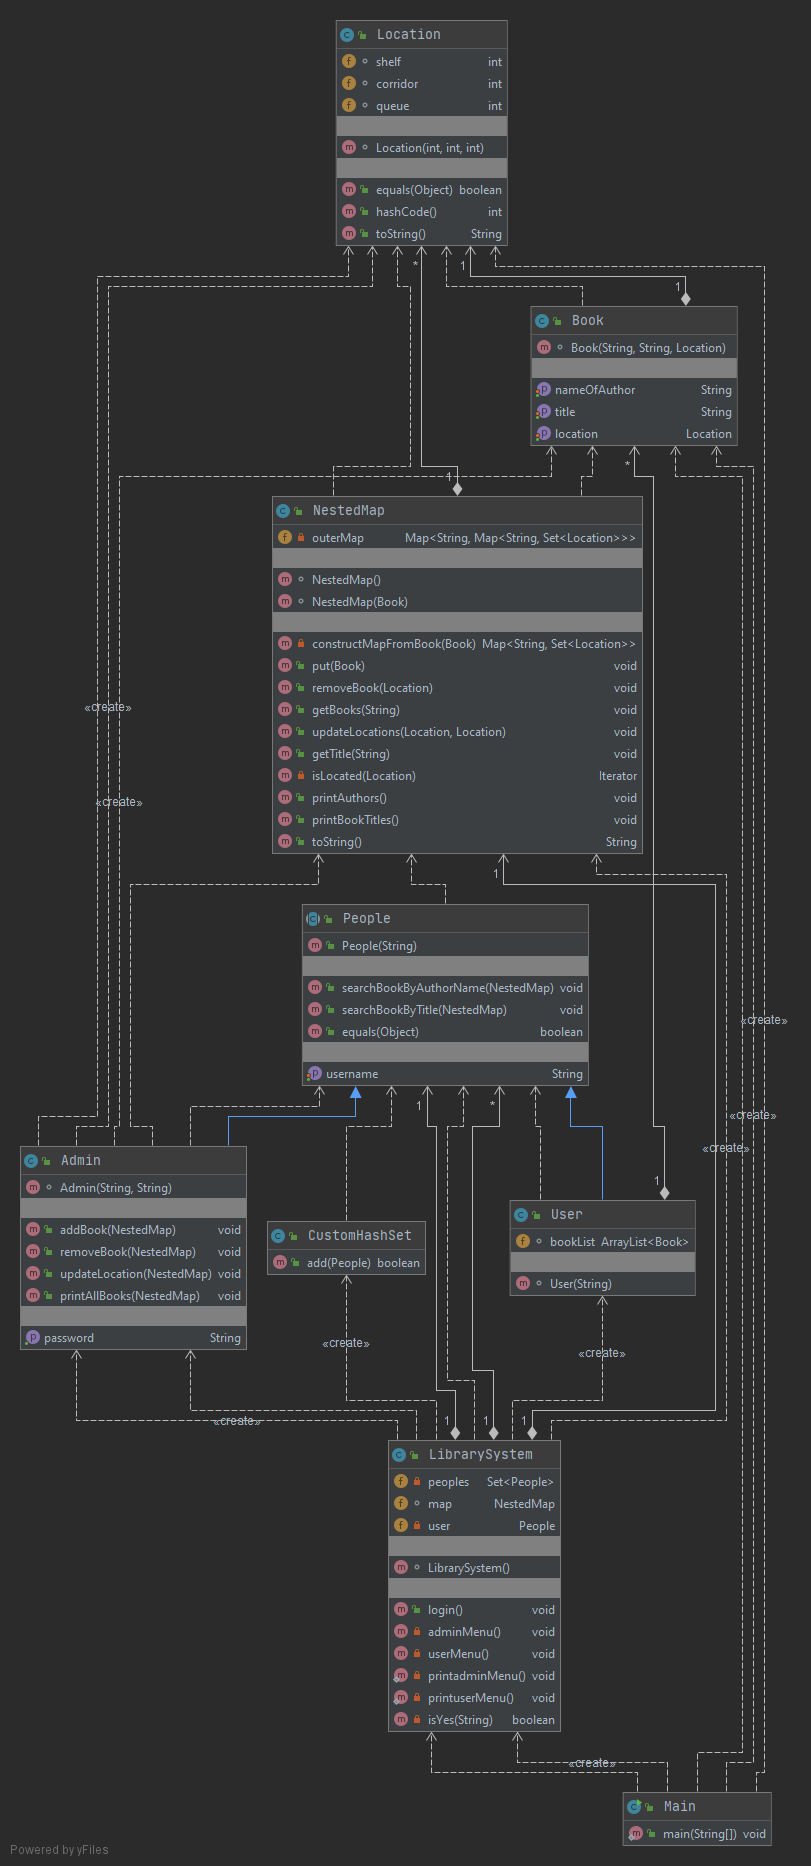 Location
shelf int
corridor int
queue int
Location(int, int, int)
equals(Object) boolean
hashCode() int
toString() String
* 1 1
Book
Book(String, String, Location)
nameOfAuthor String
title String
location Location
* 1
NestedMap
outerMap Map<String, Map<String, Set<Location>>>
NestedMap()
NestedMap(Book)
constructMapFromBook(Book) Map<String, Set<Location>>
put(Book) void
removeBook(Location) void
getBooks(String) void
«create»
updateLocations(Location, Location) void
getTitle(String) void
isLocated(Location) Iterator
printAuthors() void
«create»
printBookTitles() void
toString() String
1
People
People(String)
searchBookByAuthorName(NestedMap) void
searchBookByTitle(NestedMap) void
«create»
equals(Object) boolean
username String
1 *
«create»
«create»
Admin
Admin(String, String)
addBook(NestedMap) void
removeBook(NestedMap) void
updateLocation(NestedMap) void
printAllBooks(NestedMap) void
password String
CustomHashSet
add(People) boolean
1
User
bookList ArrayList<Book>
User(String)
«create»
«create»
«create»
1 1 1
LibrarySystem
peoples Set<People>
map NestedMap
user People
LibrarySystem()
login() void
adminMenu() void
userMenu() void
printadminMenu() void
printuserMenu() void
isYes(String) boolean
«create»
Main
main(String[]) void
Powered by yFiles